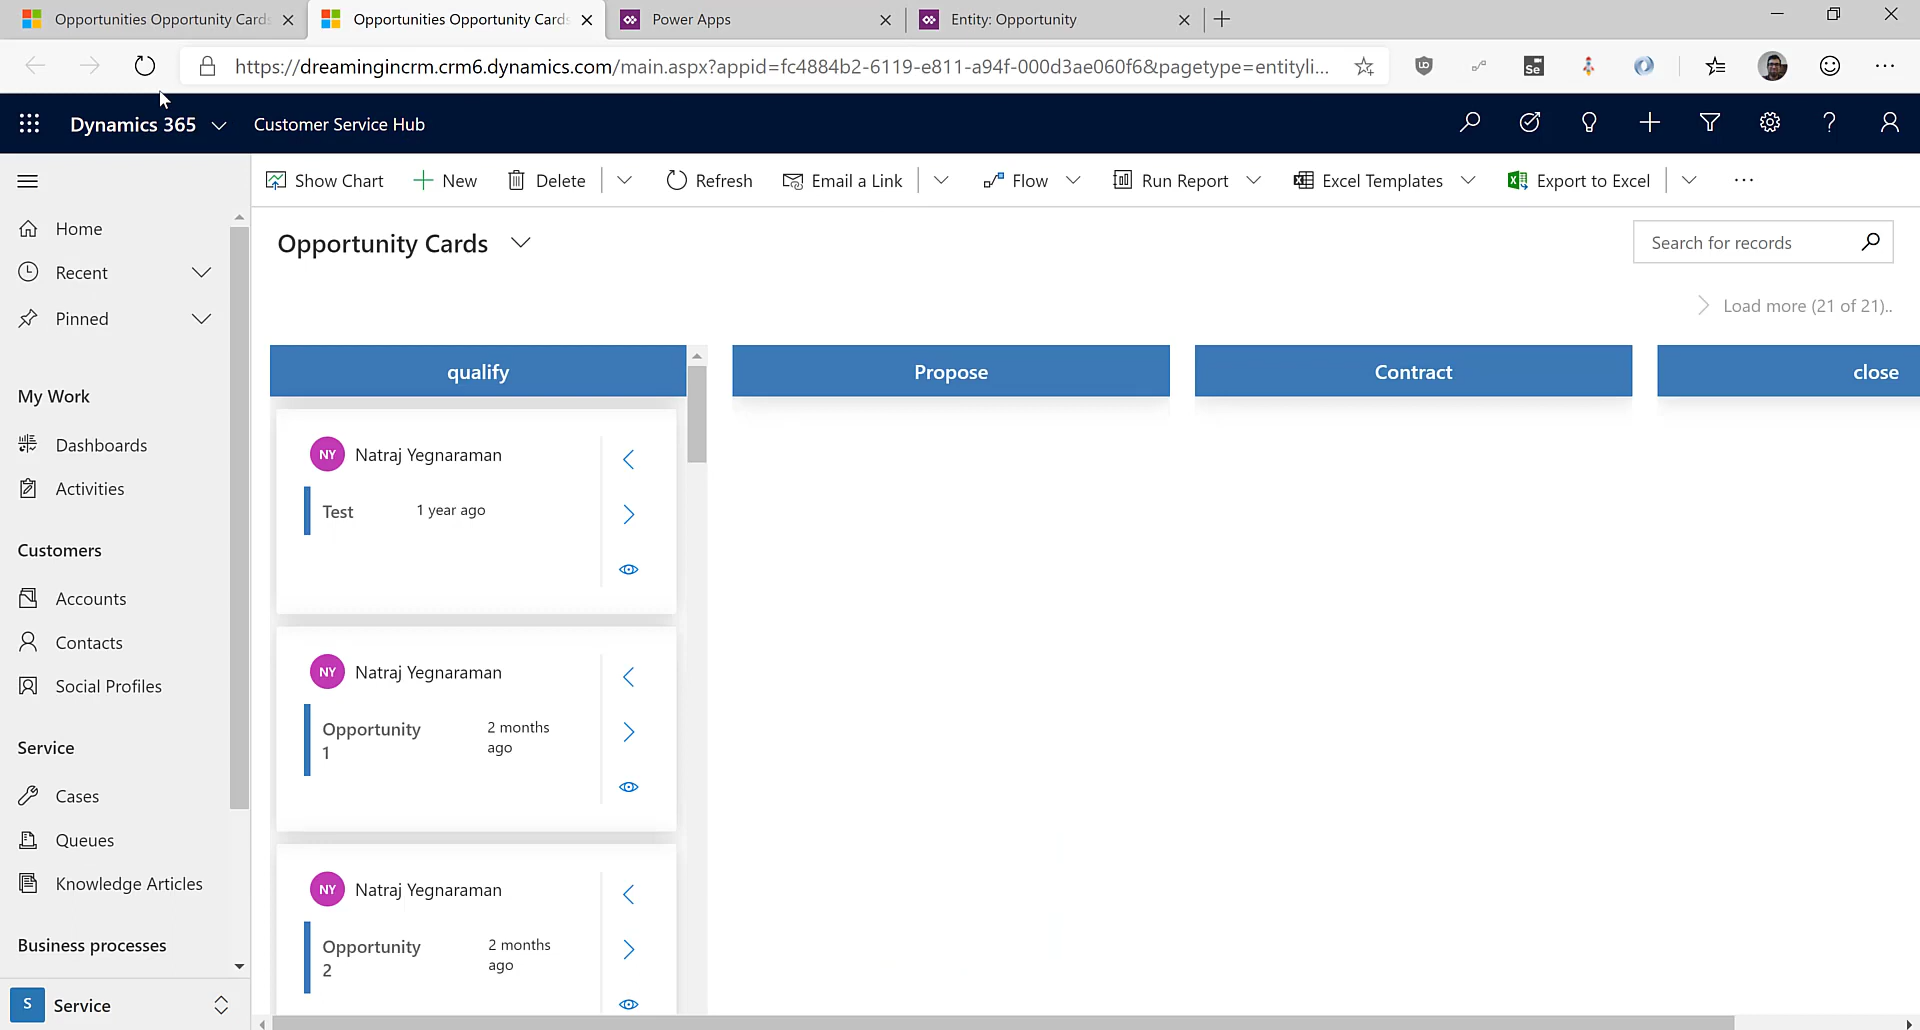 Opportunities Opportunity Cards
Opportunities Opportunity Cards
Power Apps
Entity: Opportunity
https://dreamingincrm.crm6.dynamics.com/main.aspx?appid=fc4884b2-6119-e811-a94f-000d3ae060f6&pagetype=entityli...
Se
Dynamics 365
Customer Service Hub
Show Chart
New
Delete
Refresh
Email a Link
Flow
Run Report
Excel Templates
Export to Excel
Home
Recent
Pinned
My Work
Dashboards
Activities
Customers
Accounts
Contacts
Social Profiles
Service
Cases
Queues
Knowledge Articles
Business processes
S
Service
Opportunity Cards
Search for records
Load more (21 of 21)..
qualify
Propose
Contract
close
NY
Natraj Yegnaraman
Test
1 year ago
NY
Natraj Yegnaraman
Opportunity
1
2 months
ago
NY
Natraj Yegnaraman
Opportunity
2
2 months
ago